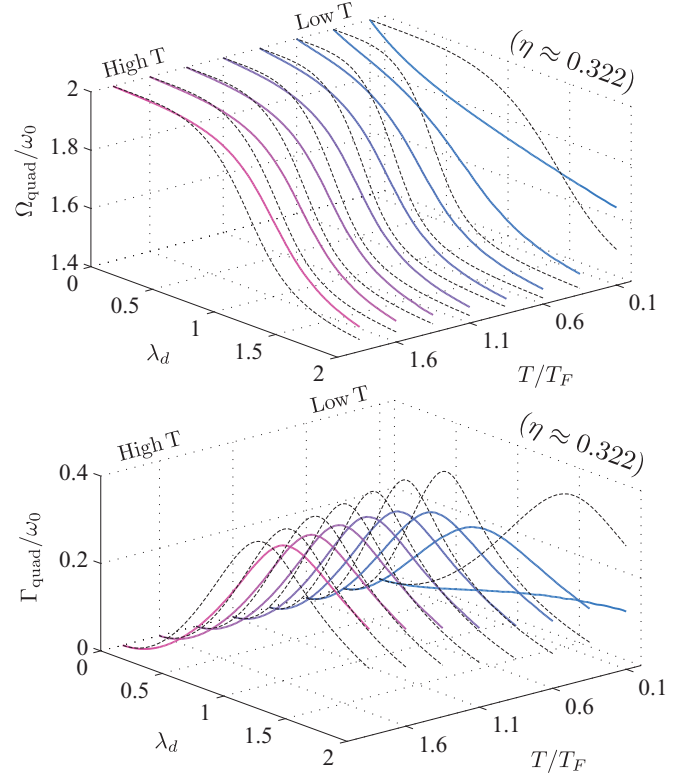 Low T
High T
(η ≈ 0.322)
2
1.8
1.6
1.4
Ω_quad/ω_0
0
0.5
1
1.5
2
λ_d
1.6
1.1
0.6
0.1
T/T_F
Low T
High T
(η ≈ 0.322)
0.4
0.2
0
Γ_quad/ω_0
0
0.5
1
1.5
2
λ_d
1.6
1.1
0.6
0.1
T/T_F